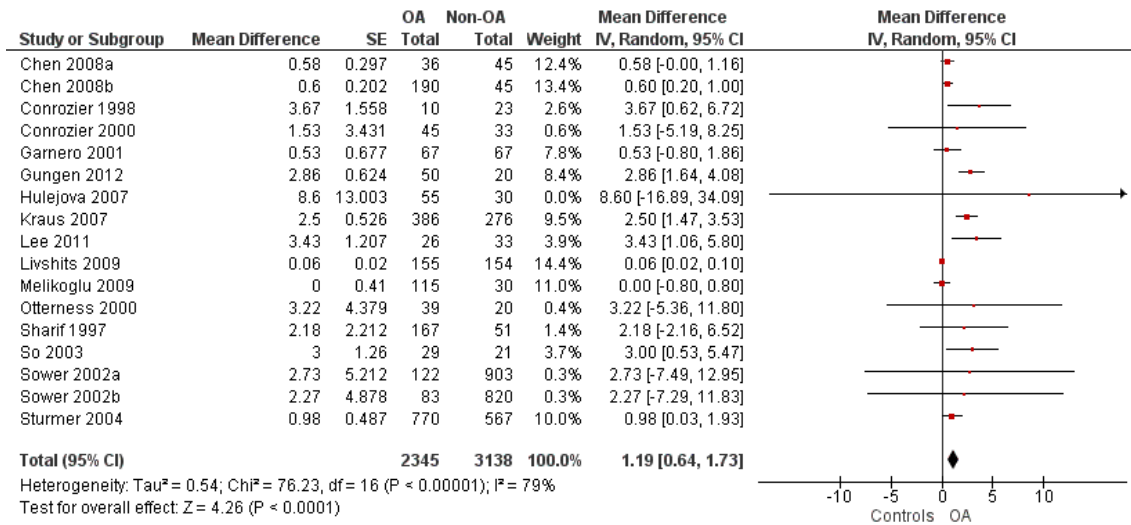 OA Non-OA Mean Difference Mean Difference
Study or Subgroup Mean Difference SE Total Total Weight IV, Random, 95% CI IV, Random, 95% CI
Chen 2008a 0.58 0.297 36 45 12.4% 0.58 [-0.00, 1.16]
Chen 2008b 0.6 0.202 190 45 13.4% 0.60 [0.20, 1.00]
Conrozier 1998 3.67 1.558 10 23 2.6% 3.67 [0.62, 6.72]
Conrozier 2000 1.53 3.431 45 33 0.6% 1.53 [-5.19, 8.25]
Garnero 2001 0.53 0.677 67 67 7.8% 0.53 [-0.80, 1.86]
Gungen 2012 2.86 0.624 50 20 8.4% 2.86 [1.64, 4.08]
Hulejova 2007 8.6 13.003 55 30 0.0% 8.60 [-16.89, 34.09]
Kraus 2007 2.5 0.526 386 276 9.5% 2.50 [1.47, 3.53]
Lee 2011 3.43 1.207 26 33 3.9% 3.43 [1.06, 5.80]
Livshits 2009 0.06 0.02 155 154 14.4% 0.06 [0.02, 0.10]
Melikoglu 2009 0 0.41 115 30 11.0% 0.00 [-0.80, 0.80]
Otterness 2000 3.22 4.379 39 20 0.4% 3.22 [-5.36, 11.80]
Sharif 1997 2.18 2.212 167 51 1.4% 2.18 [-2.16, 6.52]
So 2003 3 1.26 29 21 3.7% 3.00 [0.53, 5.47]
Sower 2002a 2.73 5.212 122 903 0.3% 2.73 [-7.49, 12.95]
Sower 2002b 2.27 4.878 83 820 0.3% 2.27 [-7.29, 11.83]
Sturmer 2004 0.98 0.487 770 567 10.0% 0.98 [0.03, 1.93]
Total (95% CI) 2345 3138 100.0% 1.19 [0.64, 1.73]
Heterogeneity: Tau² = 0.54; Chi² = 76.23, df = 16 (P < 0.00001); I² = 79%
Test for overall effect: Z = 4.26 (P < 0.0001)
-10 -5 0 5 10
Controls OA